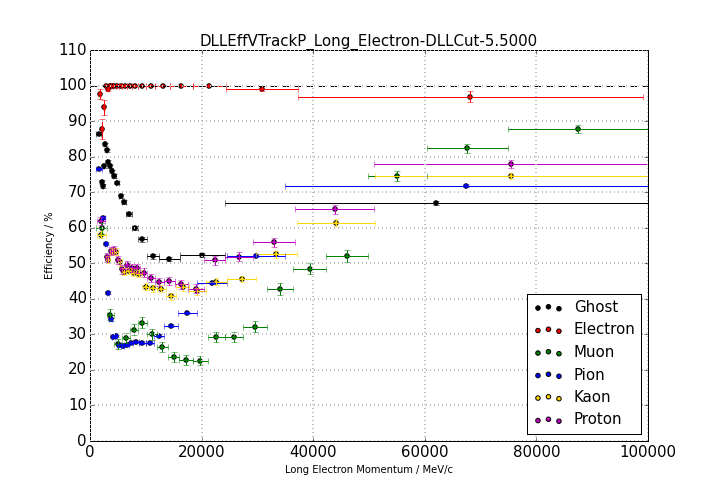 DLLEffVTrackP_Long_Electron-DLLCut-5.5000
110
100
90
80
70
60
50
40
30
20
10
0
Efficiency / %
0 20000 40000 60000 80000 100000
Long Electron Momentum / MeV/c
Ghost
Electron
Muon
Pion
Kaon
Proton